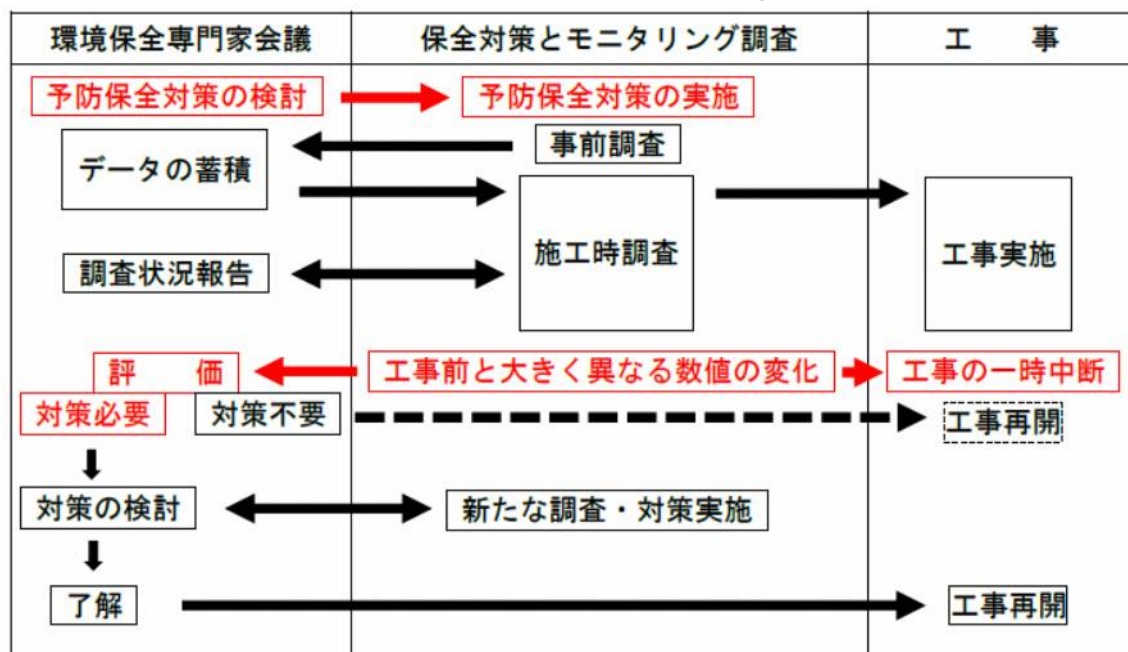 環境保全専門家会議
保全対策とモニタリング調査
工　事
予防保全対策の検討
予防保全対策の実施
事前調査
データの蓄積
施工時調査
工事実施
調査状況報告
評　価
工事前と大きく異なる数値の変化
工事の一時中断
対策必要
対策不要
工事再開
対策の検討
新たな調査・対策実施
了解
工事再開